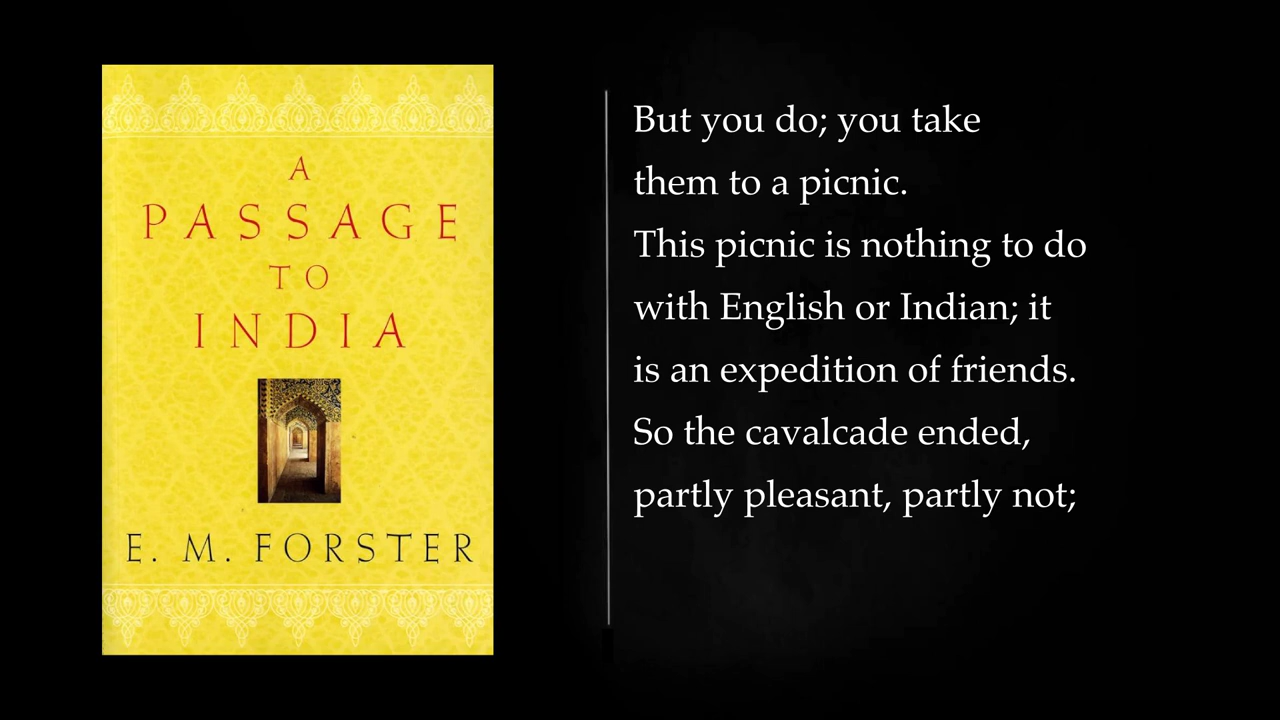 A
PASSAGE
TO
INDIA
E. M. FORSTER
But you do; you take
them to a picnic.
This picnic is nothing to do
with English or Indian; it
is an expedition of friends.
So the cavalcade ended,
partly pleasant, partly not;